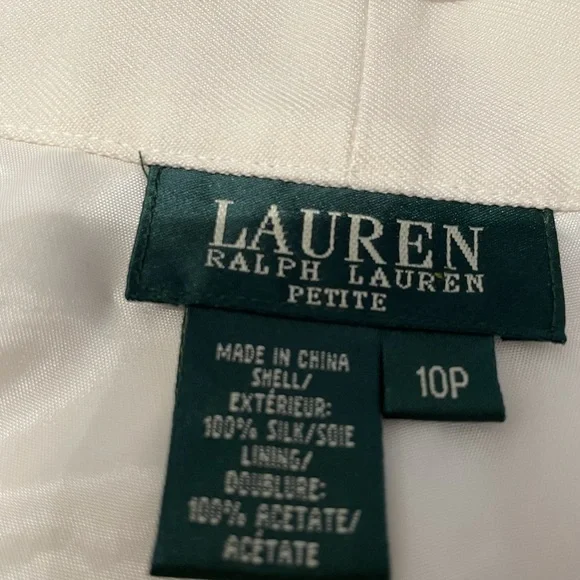 LAUREN
RALPH LAUREN
PETITE
10P
MADE IN CHINA
SHELL/
EXTÉRIEUR:
100% SILK/SOIE
LINING/
DOUBLURE:
100% ACETATE/
ACÉTATE